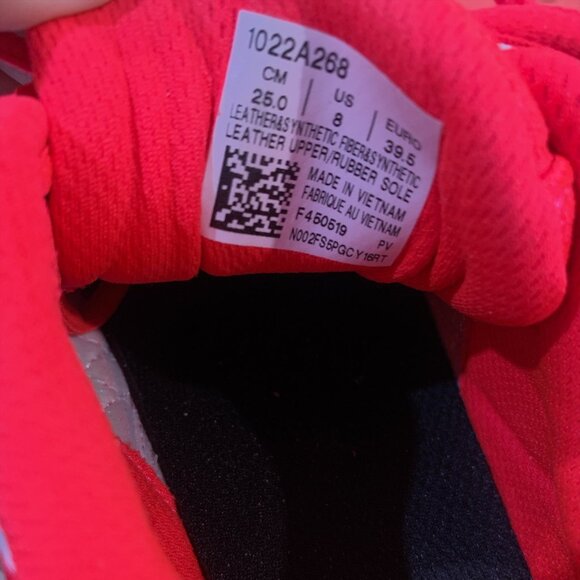 1022A268
CM | US | EURO
25.0 | 8 | 39.5
LEATHER&SYNTHETIC FIBER&SYNTHETIC
LEATHER UPPER/RUBBER SOLE
MADE IN VIETNAM
FABRIQUE AU VIETNAM
F450519 PV
N002FS5PGCY16RT